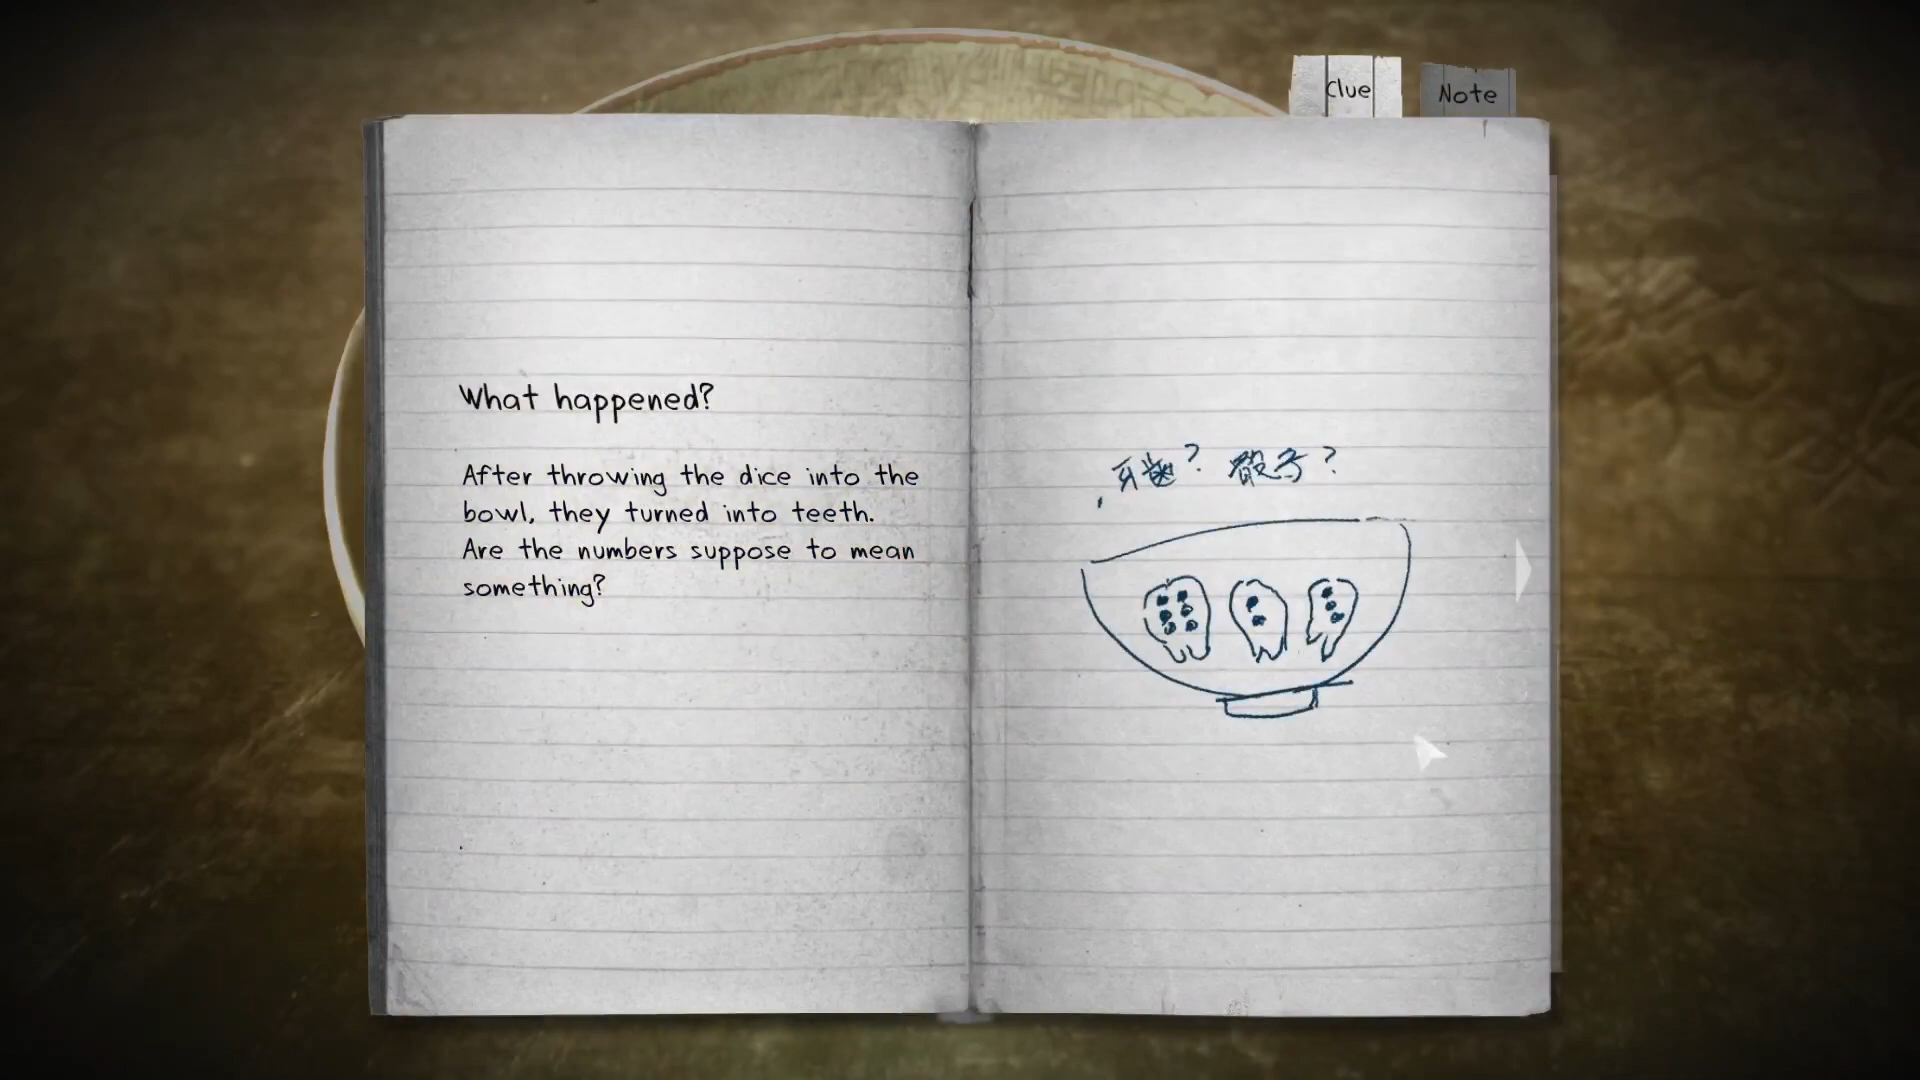 Clue
Note
What happened?
After throwing the dice into the
bowl, they turned into teeth.
Are the numbers suppose to mean
something?
牙齒? 骰子?